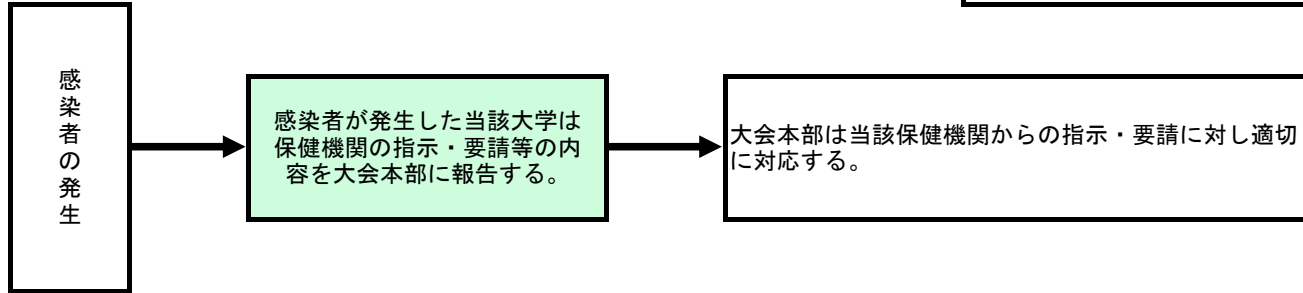 感染者の発生
感染者が発生した当該大学は
保健機関の指示・要請等の内
容を大会本部に報告する。
大会本部は当該保健機関からの指示・要請に対し適切
に対応する。